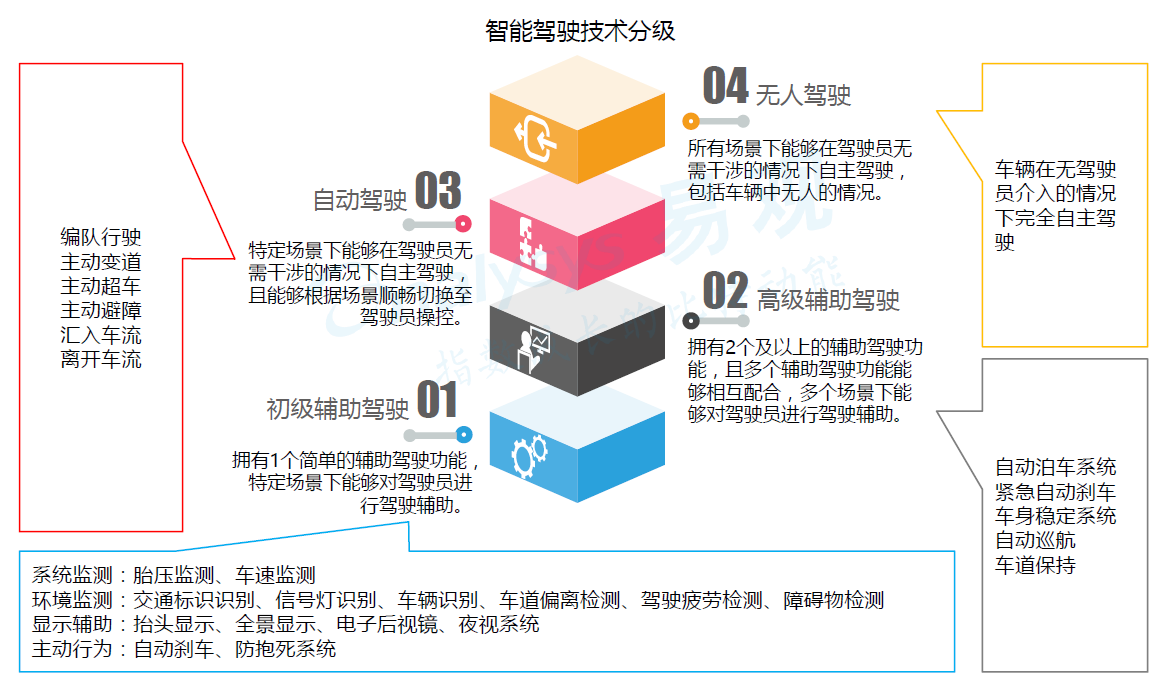 智能驾驶技术分级
04 无人驾驶
所有场景下能够在驾驶员无
需干涉的情况下自主驾驶，
包括车辆中无人的情况。
车辆在无驾驶
员介入的情况
下完全自主驾
驶
自动驾驶 03
特定场景下能够在驾驶员无
需干涉的情况下自主驾驶，
且能够根据场景顺畅切换至
驾驶员操控。
编队行驶
主动变道
主动超车
主动避障
汇入车流
离开车流
02 高级辅助驾驶
拥有2个及以上的辅助驾驶功
能，且多个辅助驾驶功能能
够相互配合，多个场景下能
够对驾驶员进行驾驶辅助。
自动泊车系统
紧急自动刹车
车身稳定系统
自动巡航
车道保持
初级辅助驾驶 01
拥有1个简单的辅助驾驶功能，
特定场景下能够对驾驶员进
行驾驶辅助。
系统监测：胎压监测、车速监测
环境监测：交通标识识别、信号灯识别、车辆识别、车道偏离检测、驾驶疲劳检测、障碍物检测
显示辅助：抬头显示、全景显示、电子后视镜、夜视系统
主动行为：自动刹车、防抱死系统
易观